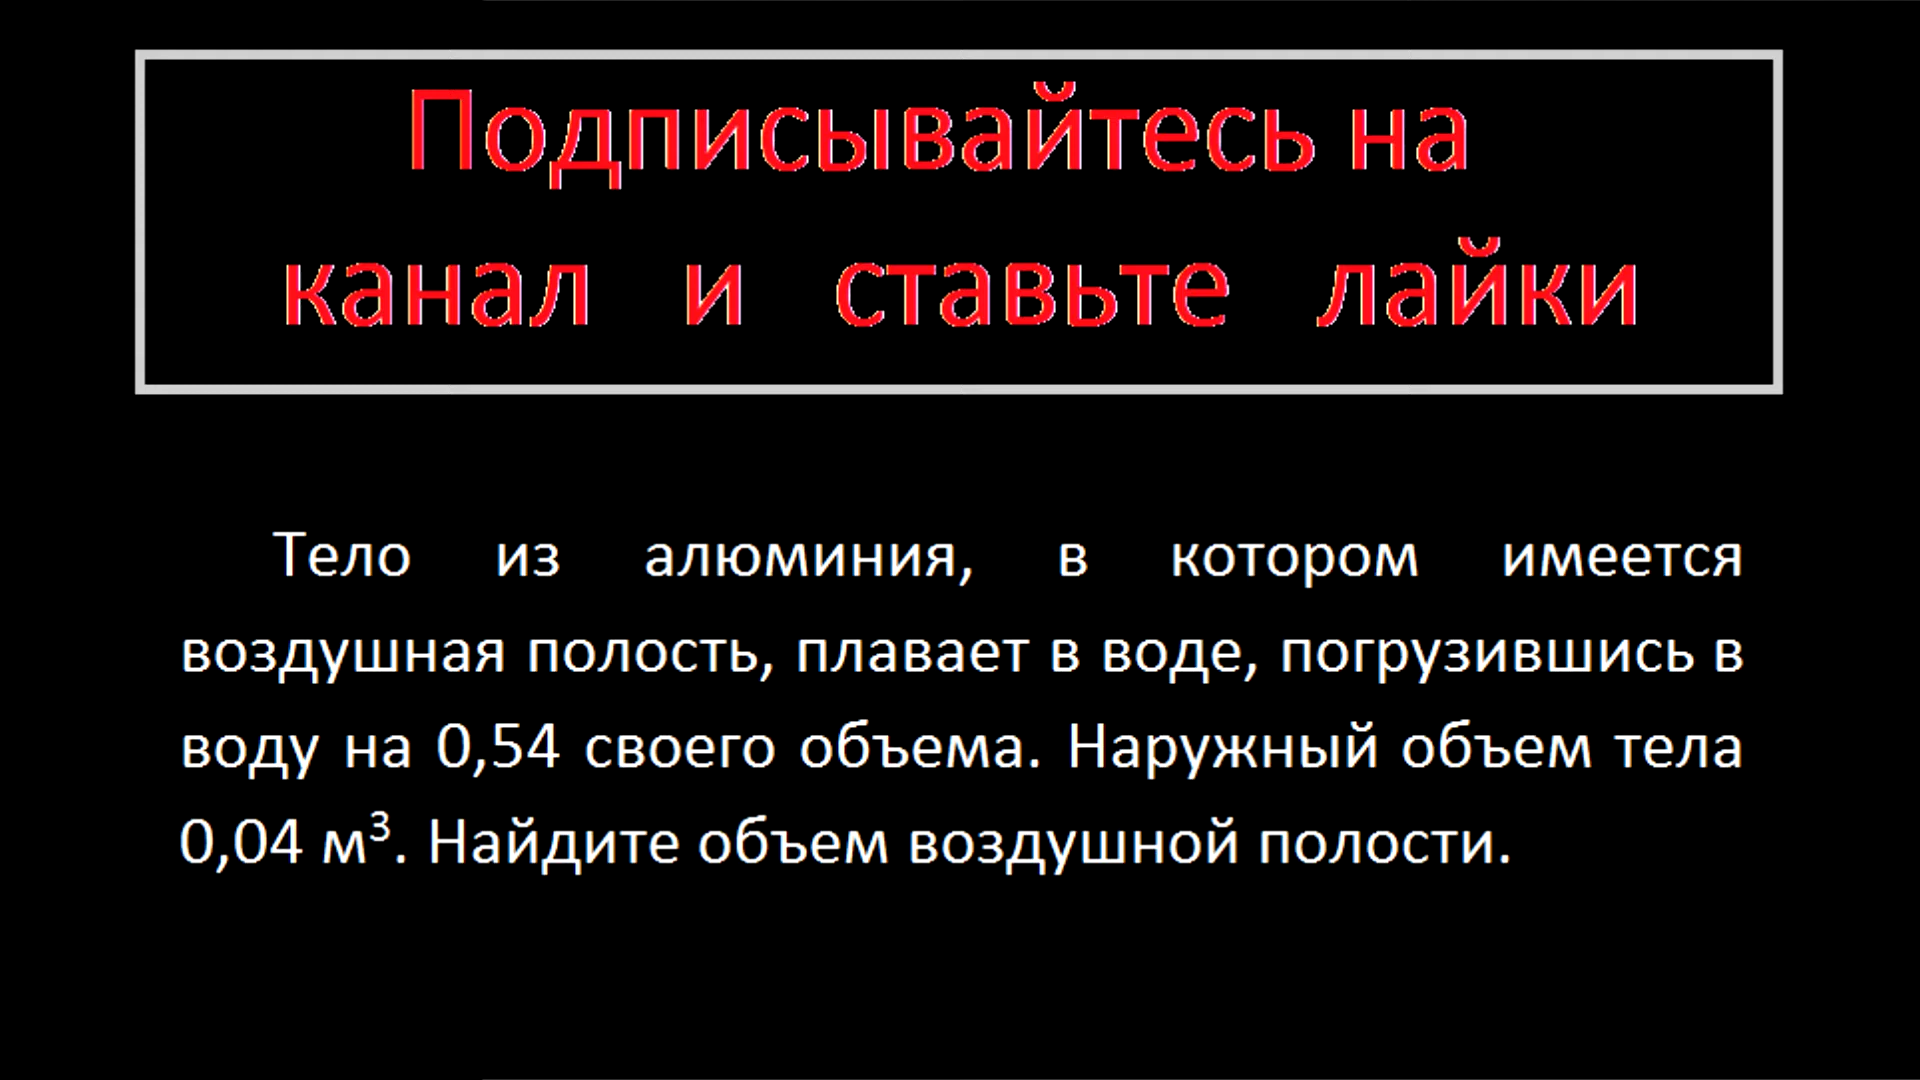 Подписывайтесь на
канал и ставьте лайки
Тело из алюминия, в котором имеется
воздушная полость, плавает в воде, погрузившись в
воду на 0,54 своего объема. Наружный объем тела
0,04 м³. Найдите объем воздушной полости.